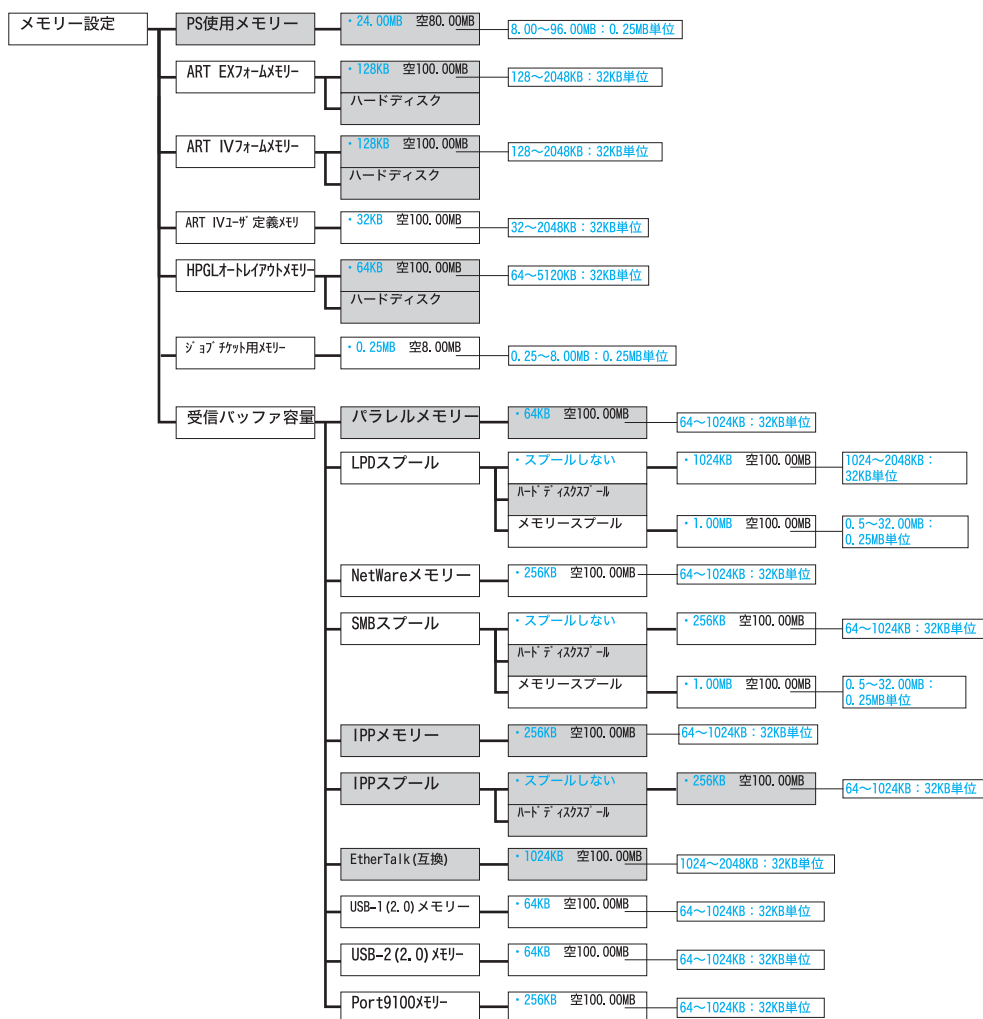 メモリー設定
PS使用メモリー
・24.00MB 空80.00MB
8.00～96.00MB：0.25MB単位
ART EXフォームメモリー
・128KB 空100.00MB
128～2048KB：32KB単位
ハードディスク
ART IVフォームメモリー
・128KB 空100.00MB
128～2048KB：32KB単位
ハードディスク
ART IVユーザ定義メモリ
・32KB 空100.00MB
32～2048KB：32KB単位
HPGLオートレイアウトメモリー
・64KB 空100.00MB
64～5120KB：32KB単位
ハードディスク
ジョブチケット用メモリー
・0.25MB 空8.00MB
0.25～8.00MB：0.25MB単位
受信バッファ容量
パラレルメモリー
・64KB 空100.00MB
64～1024KB：32KB単位
LPDスプール
・スプールしない
・1024KB 空100.00MB
1024～2048KB：
32KB単位
ハードディスクスプール
メモリースプール
・1.00MB 空100.00MB
0.5～32.00MB：
0.25MB単位
NetWareメモリー
・256KB 空100.00MB
64～1024KB：32KB単位
SMBスプール
・スプールしない
・256KB 空100.00MB
64～1024KB：32KB単位
ハードディスクスプール
メモリースプール
・1.00MB 空100.00MB
0.5～32.00MB：
0.25MB単位
IPPメモリー
・256KB 空100.00MB
64～1024KB：32KB単位
IPPスプール
・スプールしない
・256KB 空100.00MB
64～1024KB：32KB単位
ハードディスクスプール
EtherTalk(互換)
・1024KB 空100.00MB
1024～2048KB：32KB単位
USB-1(2.0)メモリー
・64KB 空100.00MB
64～1024KB：32KB単位
USB-2(2.0)メモリー
・64KB 空100.00MB
64～1024KB：32KB単位
Port9100メモリー
・256KB 空100.00MB
64～1024KB：32KB単位